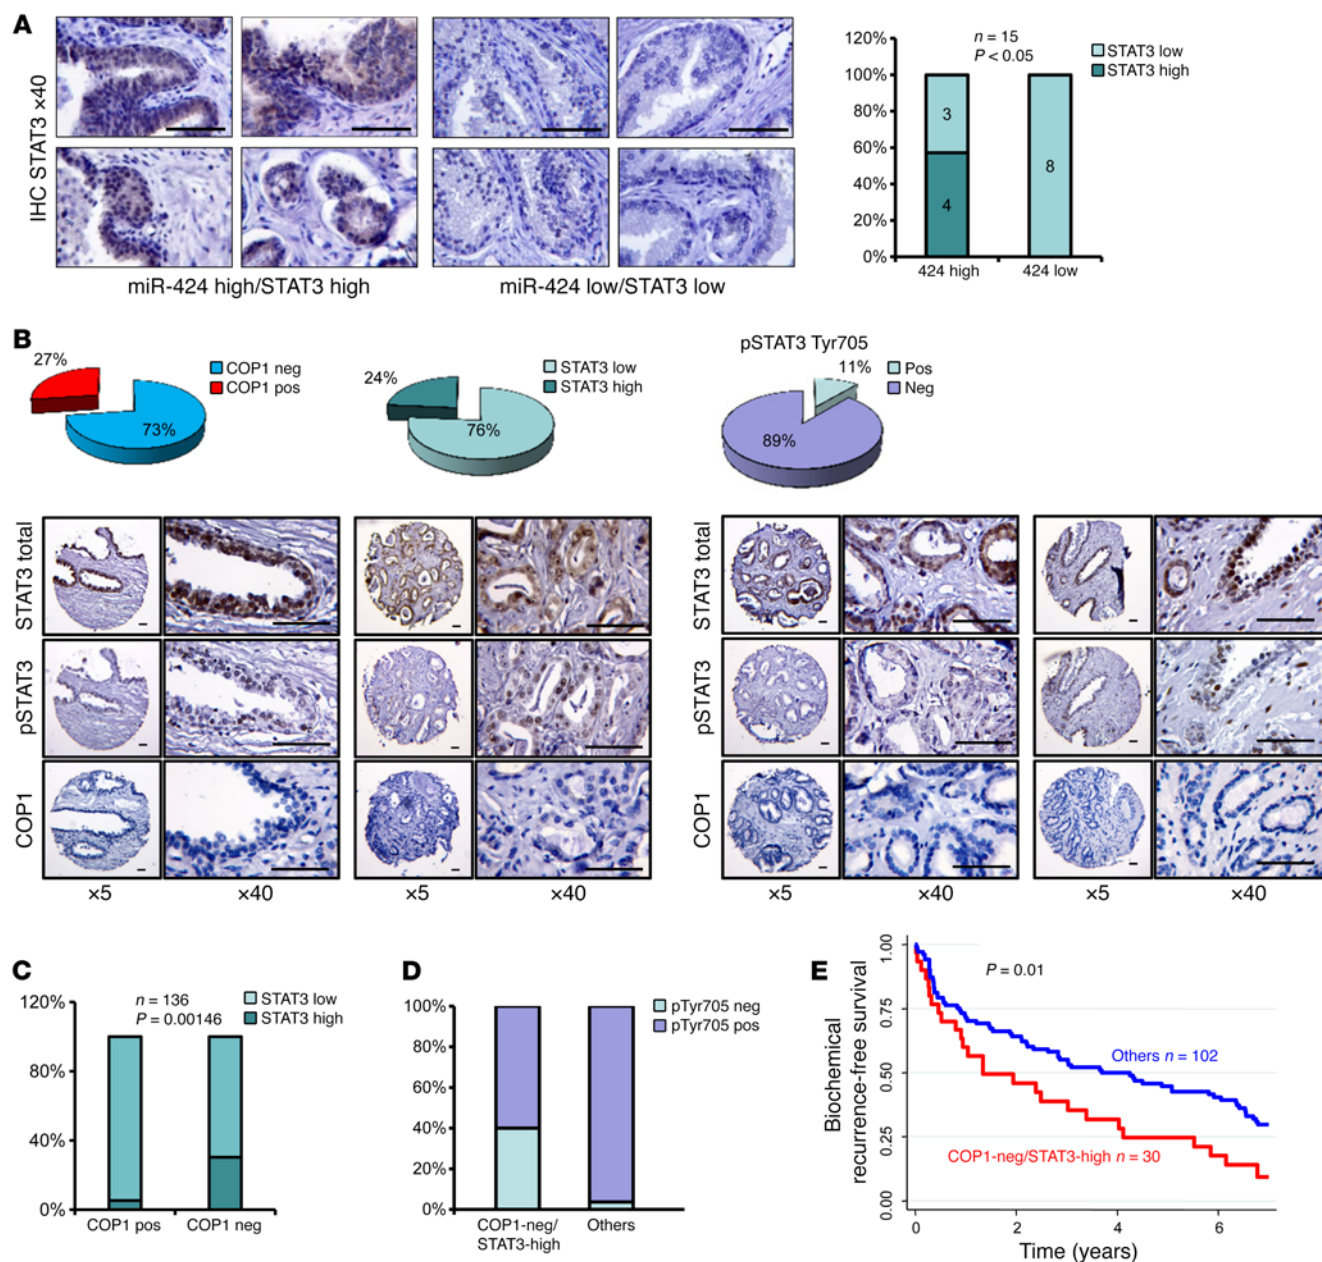 A
IHC STAT3 ×40
miR-424 high/STAT3 high
miR-424 low/STAT3 low
120%
100%
80%
60%
40%
20%
0%
n = 15
P < 0.05
3
4
8
424 high
424 low
STAT3 low
STAT3 high
B
27%
73%
COP1 neg
COP1 pos
24%
76%
STAT3 low
STAT3 high
pSTAT3 Tyr705
11%
89%
Pos
Neg
STAT3 total
pSTAT3
COP1
×5
×40
×5
×40
STAT3 total
pSTAT3
COP1
×5
×40
×5
×40
C
120%
80%
40%
0%
n = 136
P = 0.00146
STAT3 low
STAT3 high
COP1 pos
COP1 neg
D
100%
80%
60%
40%
20%
0%
pTyr705 neg
pTyr705 pos
COP1-neg/
STAT3-high
Others
E
Biochemical
recurrence-free survival
1.00
0.75
0.50
0.25
0.00
P = 0.01
Others n = 102
COP1-neg/STAT3-high n = 30
0
2
4
6
Time (years)